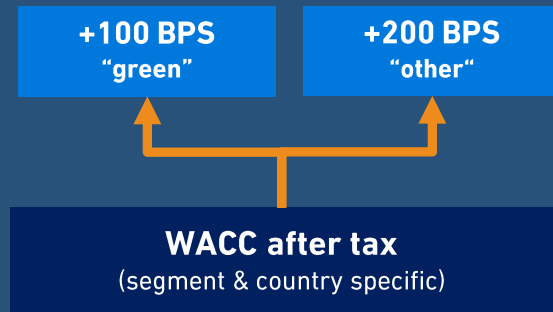 +100 BPS
“green”
+200 BPS
“other“
WACC after tax
(segment & country specific)